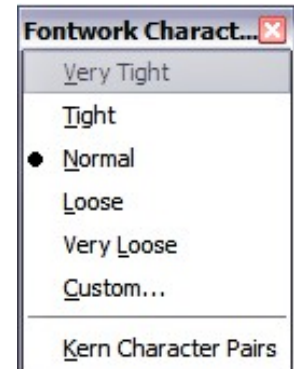 Fontwork Charact...
Very Tight
Tight
Normal
Loose
Very Loose
Custom...
Kern Character Pairs